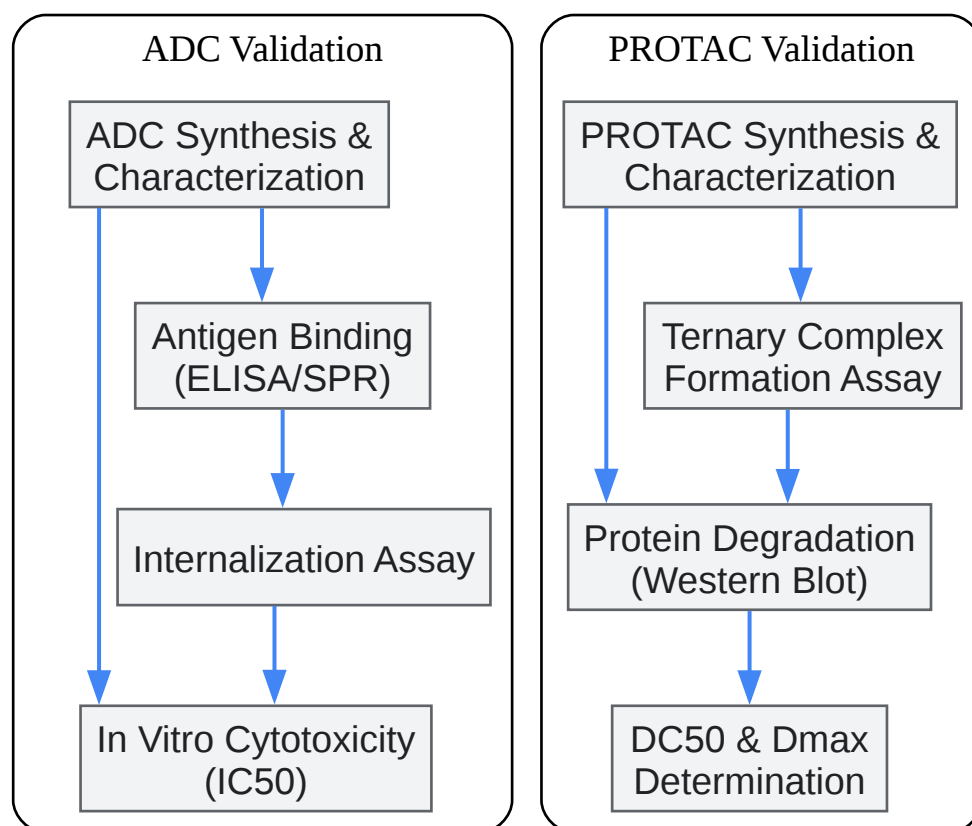 ADC Validation
ADC Synthesis &
Characterization
Antigen Binding
(ELISA/SPR)
Internalization Assay
In Vitro Cytotoxicity
(IC50)
PROTAC Validation
PROTAC Synthesis &
Characterization
Ternary Complex
Formation Assay
Protein Degradation
(Western Blot)
DC50 & Dmax
Determination